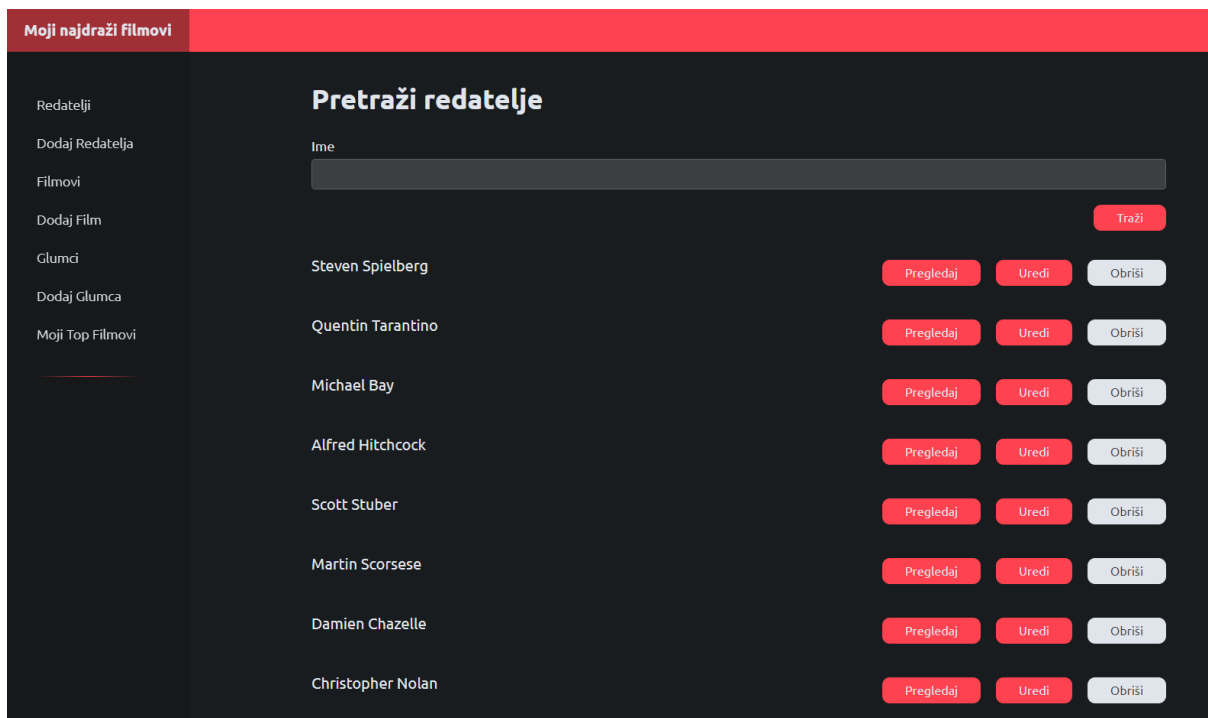 Moji najdraži filmovi
Redatelji
Dodaj Redatelja
Filmovi
Dodaj Film
Glumci
Dodaj Glumca
Moji Top Filmovi
Pretraži redatelje
Ime
Traži
Steven Spielberg Pregledaj Uredi Obriši
Quentin Tarantino Pregledaj Uredi Obriši
Michael Bay Pregledaj Uredi Obriši
Alfred Hitchcock Pregledaj Uredi Obriši
Scott Stuber Pregledaj Uredi Obriši
Martin Scorsese Pregledaj Uredi Obriši
Damien Chazelle Pregledaj Uredi Obriši
Christopher Nolan Pregledaj Uredi Obriši